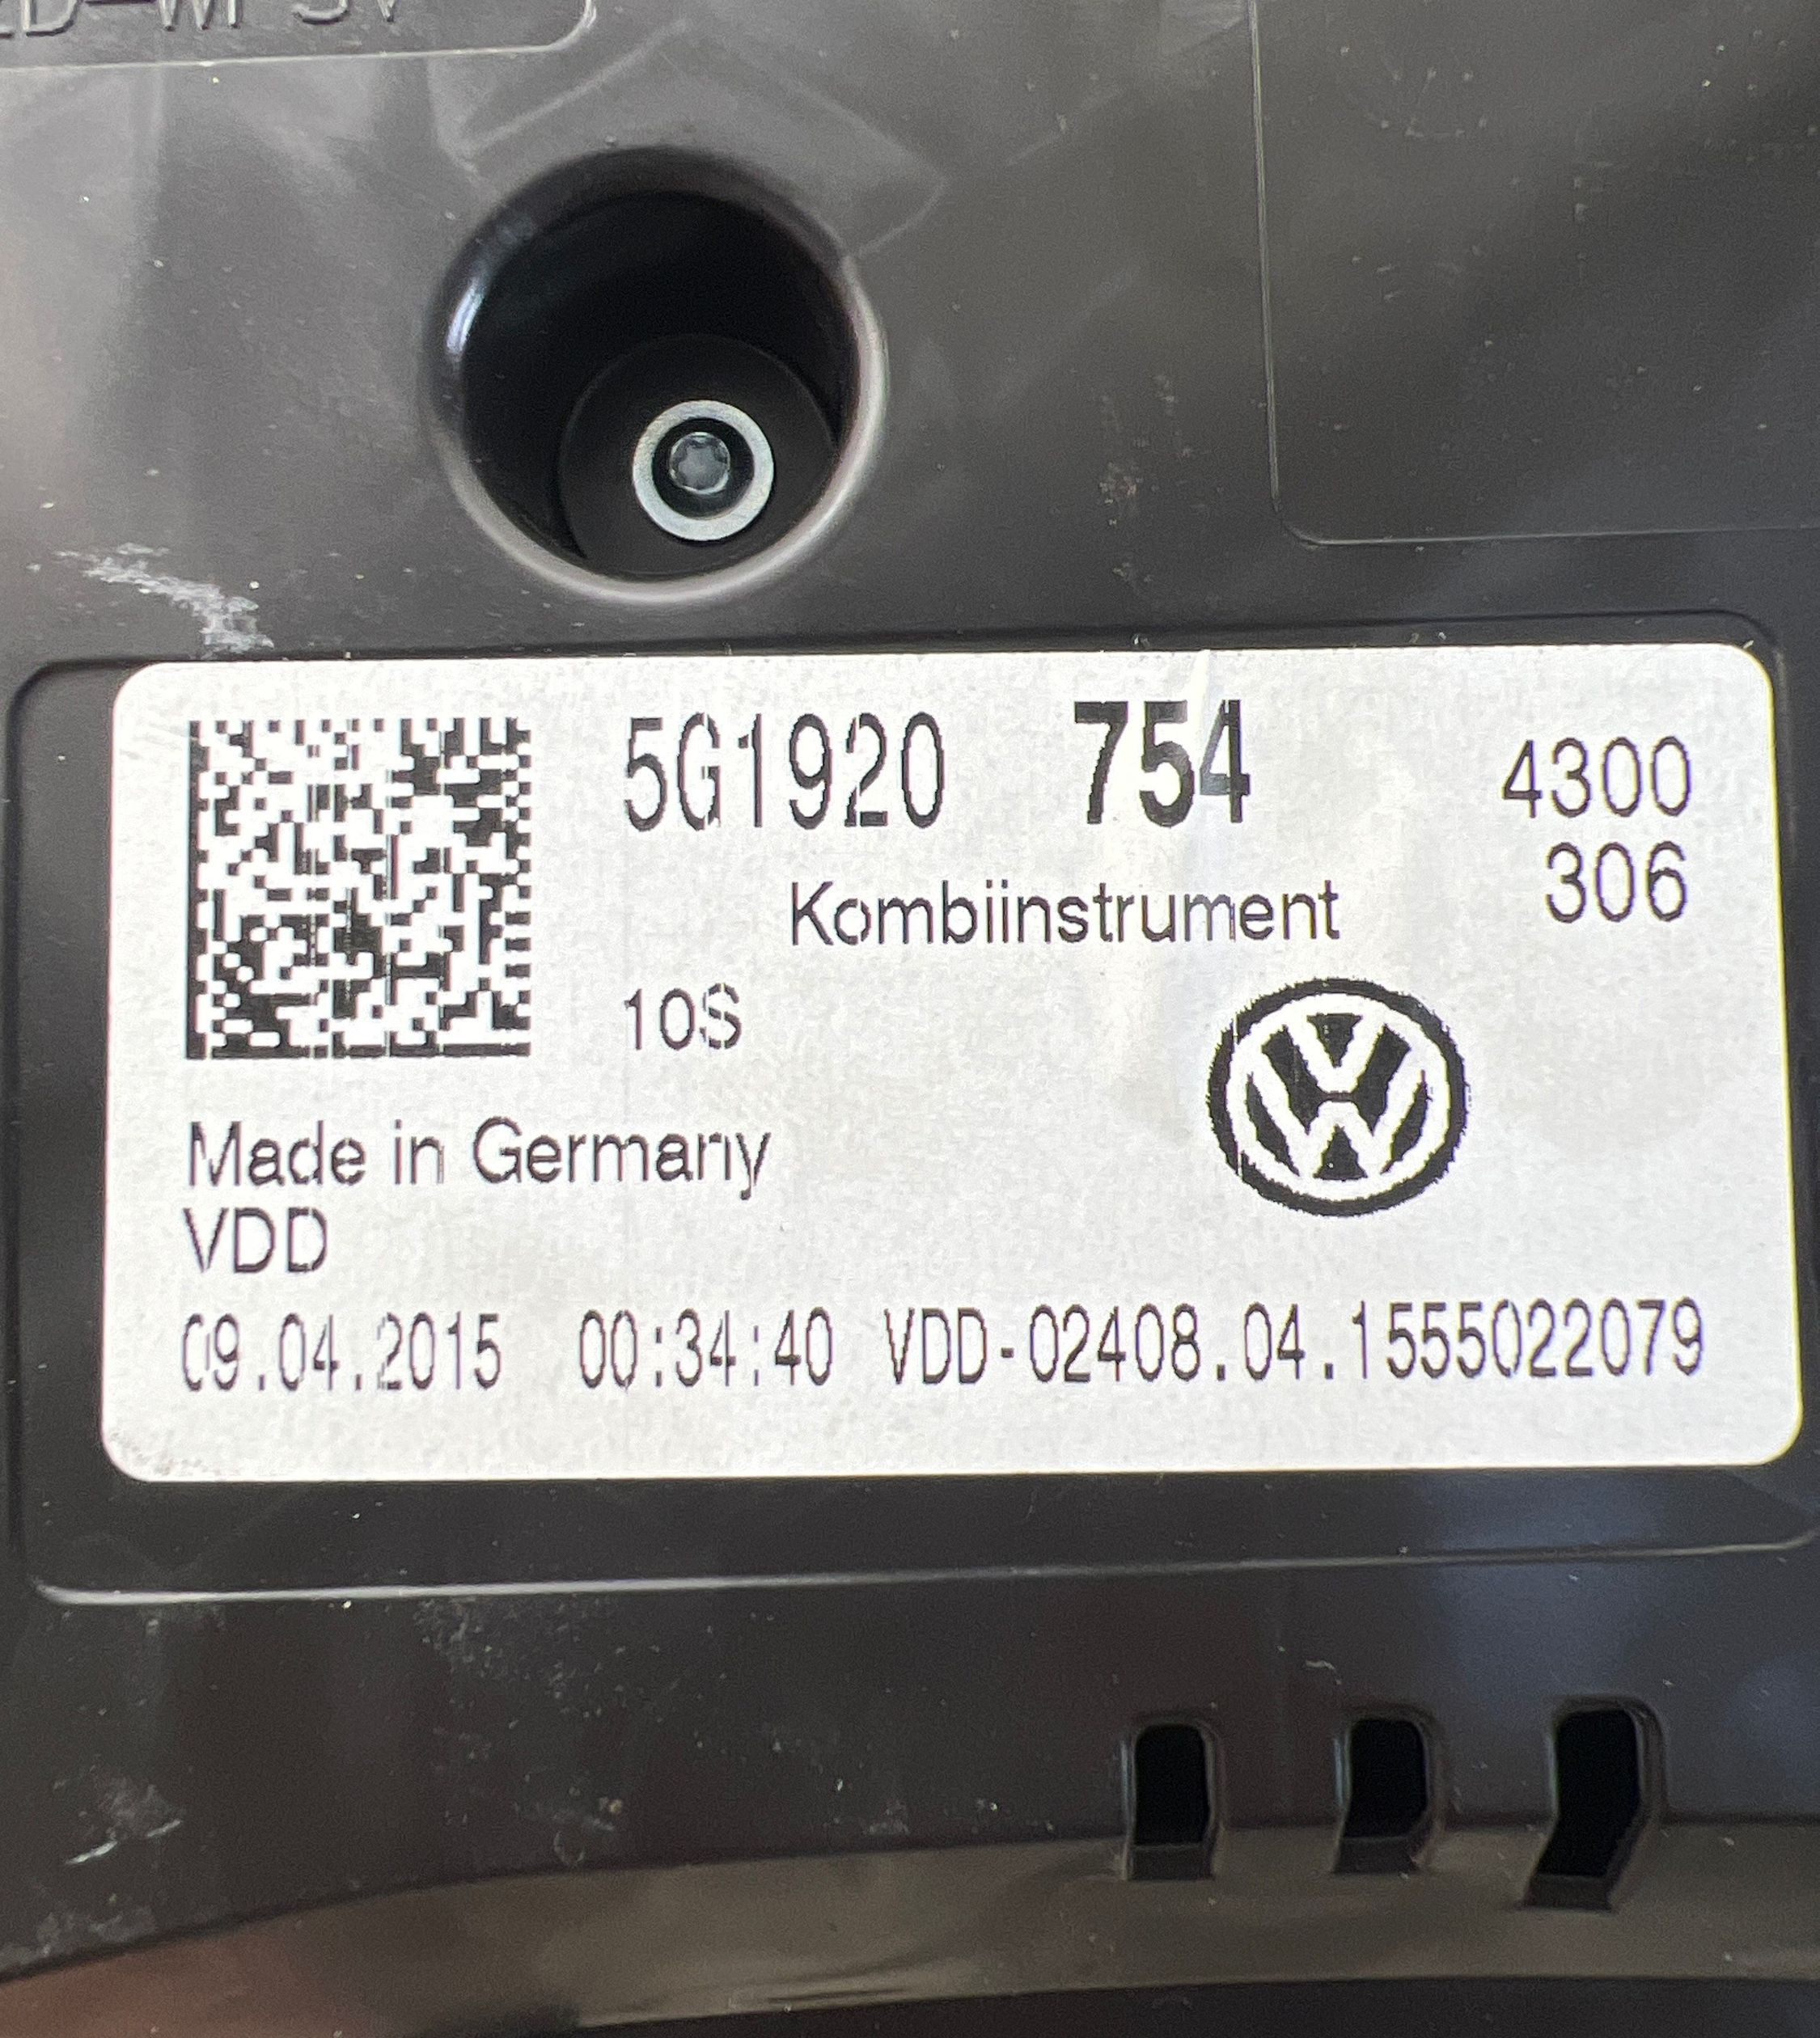 5G1920 754 4300
306
Kombiinstrument
10S
Made in Germany
VDD
09.04.2015 00:34:40 VDD-02408.04.1555022079